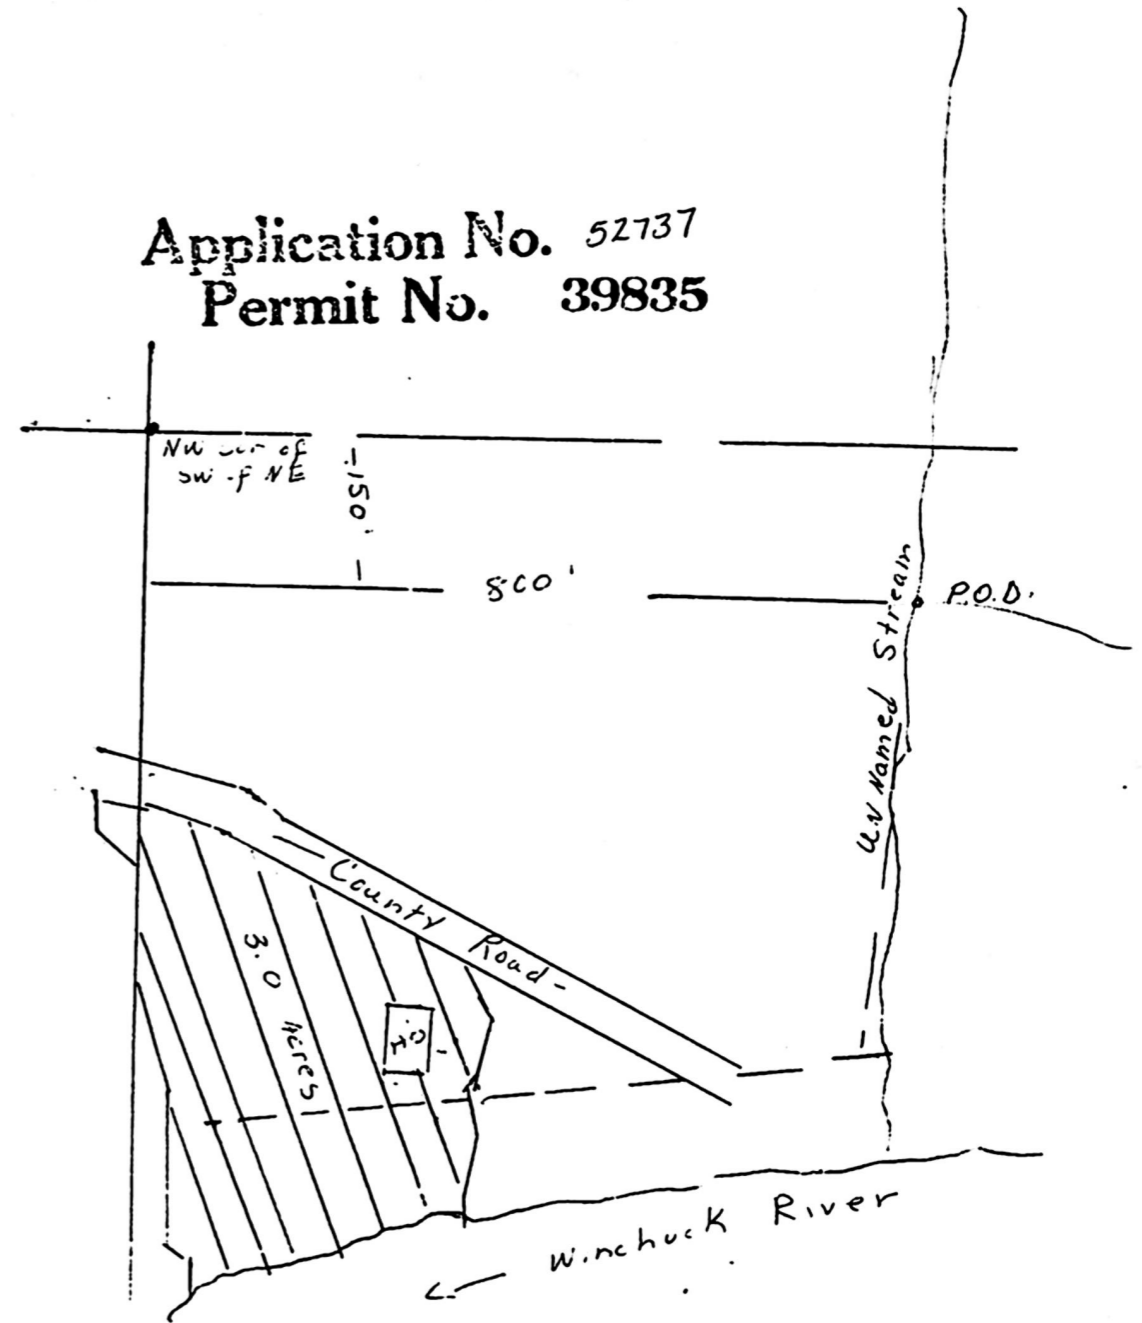 Application No. 52737
Permit No. 39835
NW cor of
SW of NE
150'
800'
P.O.D.
UN Named Stream
County Road -
3.0 Acres
Winchuck River